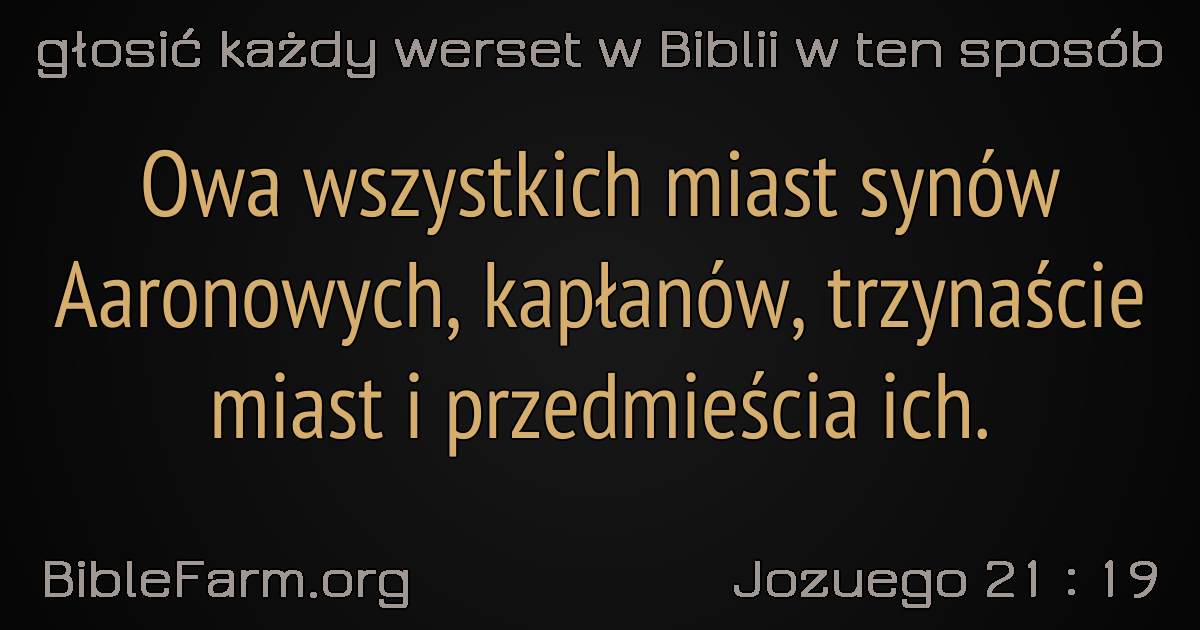 głosić każdy werset w Biblii w ten sposób
Owa wszystkich miast synów
Aaronowych, kapłanów, trzynaście
miast i przedmieścia ich.
BibleFarm.org
Jozuego 21 : 19